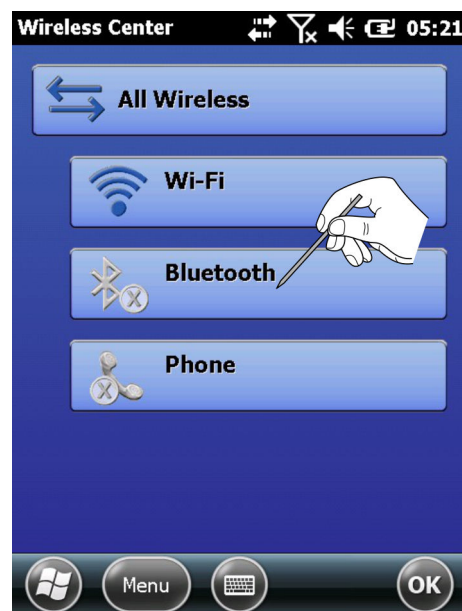 Wireless Center 05:21
All Wireless
Wi-Fi
Bluetooth
Phone
Menu OK